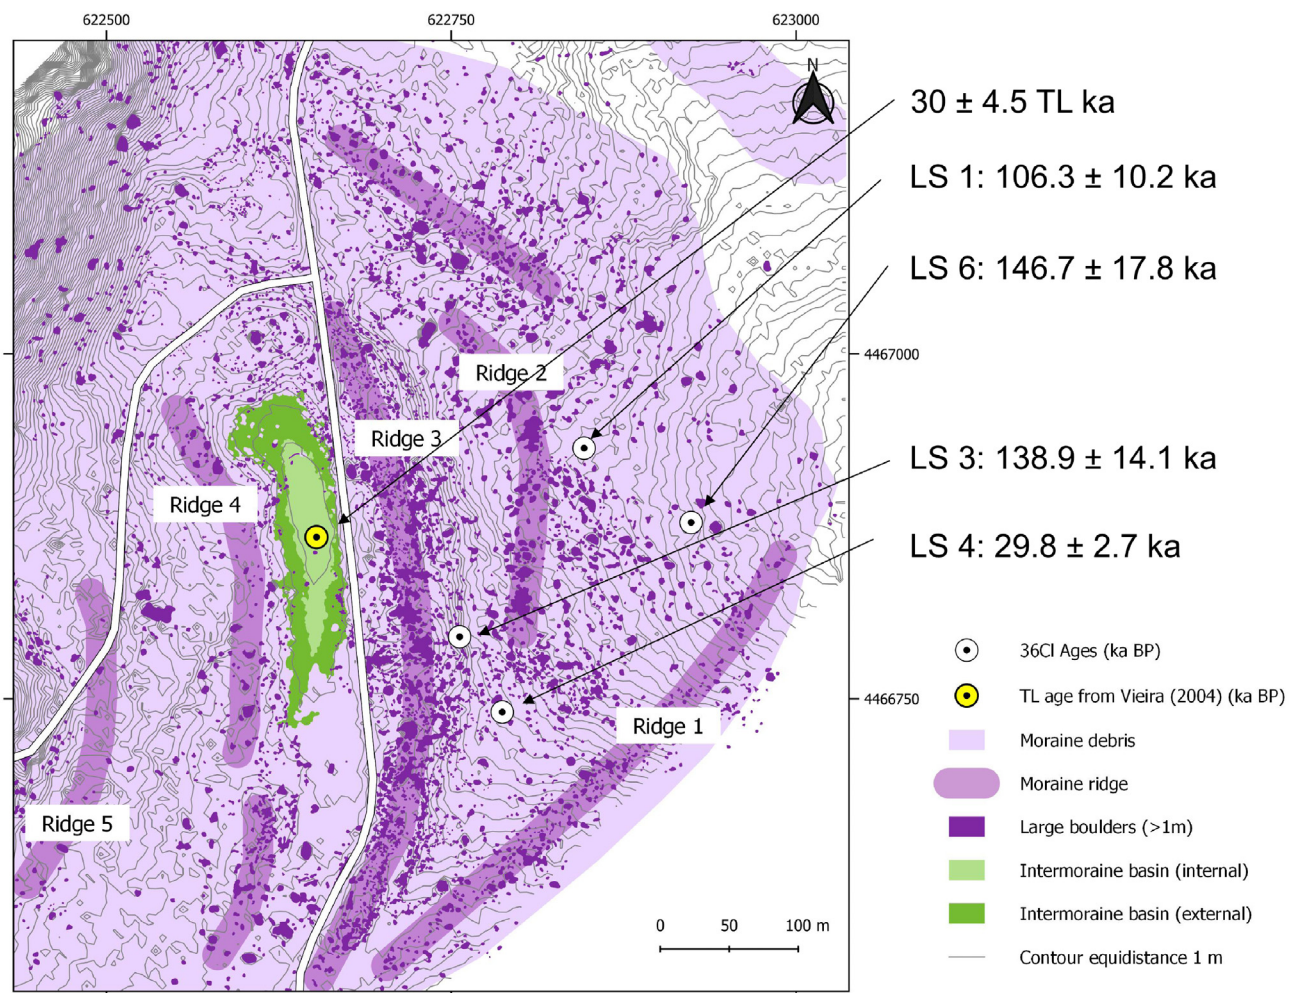 622500
622750
623000
N
30 ± 4.5 TL ka
LS 1: 106.3 ± 10.2 ka
LS 6: 146.7 ± 17.8 ka
4467000
Ridge 2
Ridge 3
LS 3: 138.9 ± 14.1 ka
Ridge 4
LS 4: 29.8 ± 2.7 ka
36Cl Ages (ka BP)
TL age from Vieira (2004) (ka BP)
4466750
Ridge 1
Moraine debris
Moraine ridge
Ridge 5
Large boulders (>1m)
Intermoraine basin (internal)
Intermoraine basin (external)
0 50 100 m
Contour equidistance 1 m